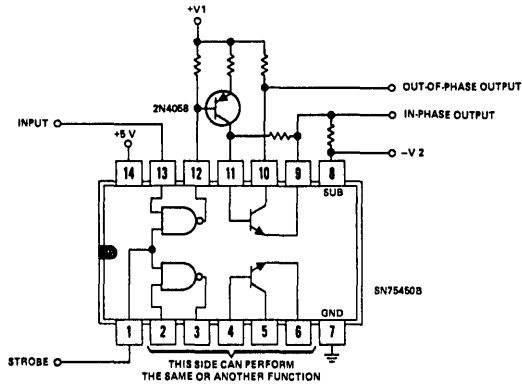 +V1
OUT-OF-PHASE OUTPUT
2N4058
IN-PHASE OUTPUT
INPUT
+5 V
–V 2
14 13 12 11 10 9 8
SUB
SN75450B
GND
1 2 3 4 5 6 7
STROBE
THIS SIDE CAN PERFORM
THE SAME OR ANOTHER FUNCTION